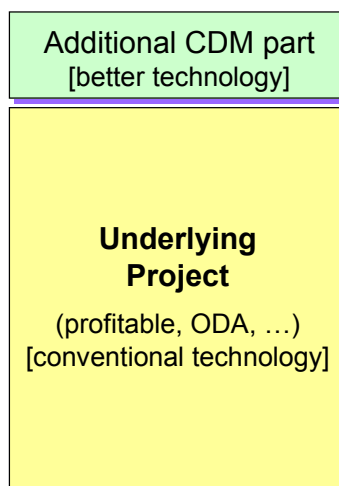 Additional CDM part
[better technology]
Underlying
Project
(profitable, ODA, …)
[conventional technology]